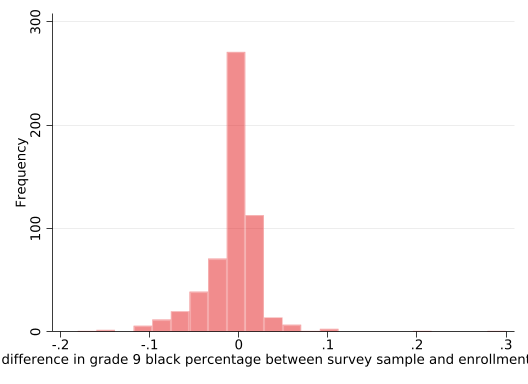 300
200
100
0
Frequency
-.2 -.1 0 .1 .2 .3
difference in grade 9 black percentage between survey sample and enrollment